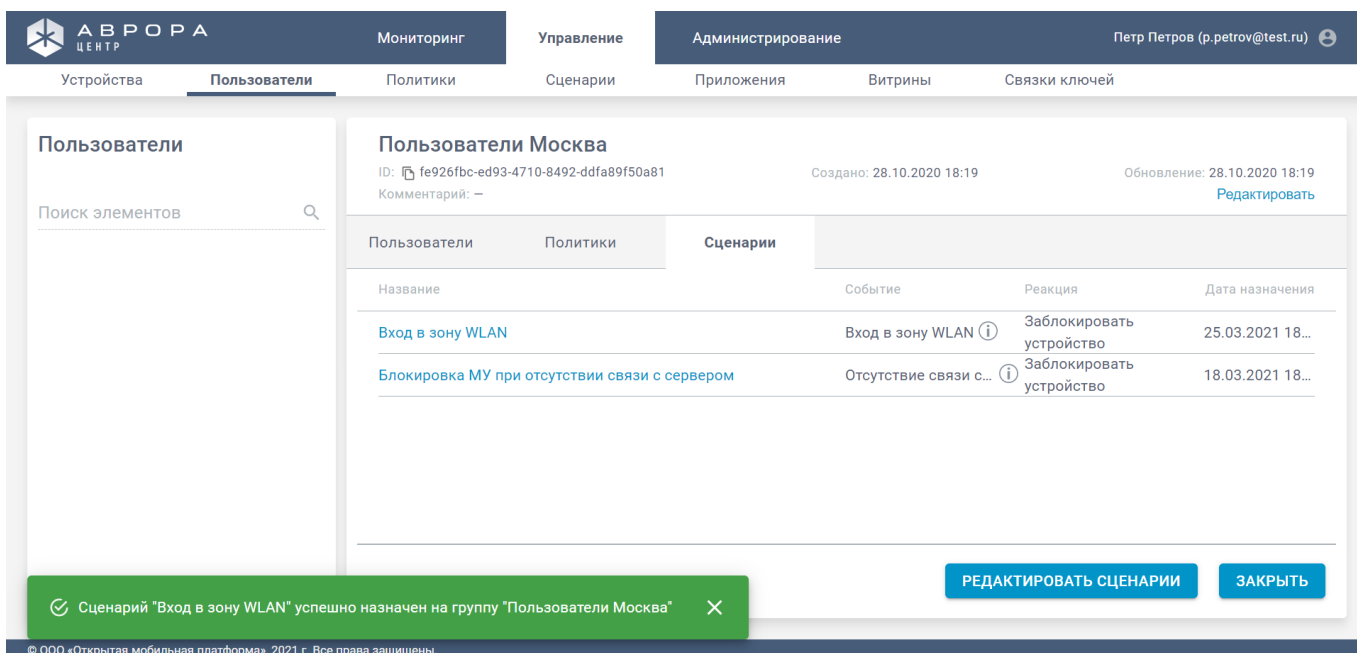 АВРОРА
ЦЕНТР
Мониторинг Управление Администрирование Петр Петров (p.petrov@test.ru)
Устройства Пользователи Политики Сценарии Приложения Витрины Связки ключей
Пользователи
Поиск элементов
Пользователи Москва
ID: fe926fbc-ed93-4710-8492-ddfa89f50a81 Создано: 28.10.2020 18:19 Обновление: 28.10.2020 18:19
Комментарий: — Редактировать
Пользователи Политики Сценарии
Название Событие Реакция Дата назначения
Вход в зону WLAN Вход в зону WLAN Заблокировать устройство 25.03.2021 18...
Блокировка МУ при отсутствии связи с сервером Отсутствие связи с... Заблокировать устройство 18.03.2021 18...
РЕДАКТИРОВАТЬ СЦЕНАРИИ ЗАКРЫТЬ
Сценарий "Вход в зону WLAN" успешно назначен на группу "Пользователи Москва"
© ООО «Открытая мобильная платформа», 2021 г. Все права защищены.